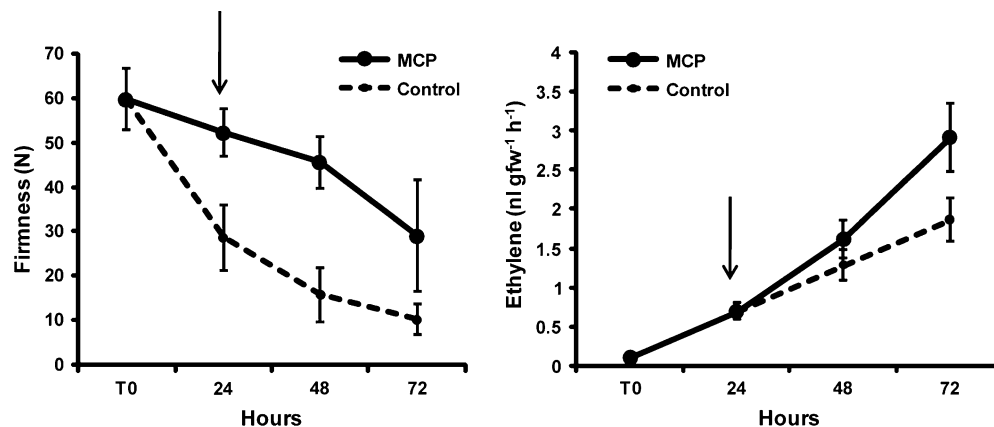 70
60
50
40
30
20
10
0
Firmness (N)
MCP
Control
T0 24 48 72
Hours
4
3.5
3
2.5
2
1.5
1
0.5
0
Ethylene (nl gfw⁻¹ h⁻¹)
MCP
Control
T0 24 48 72
Hours